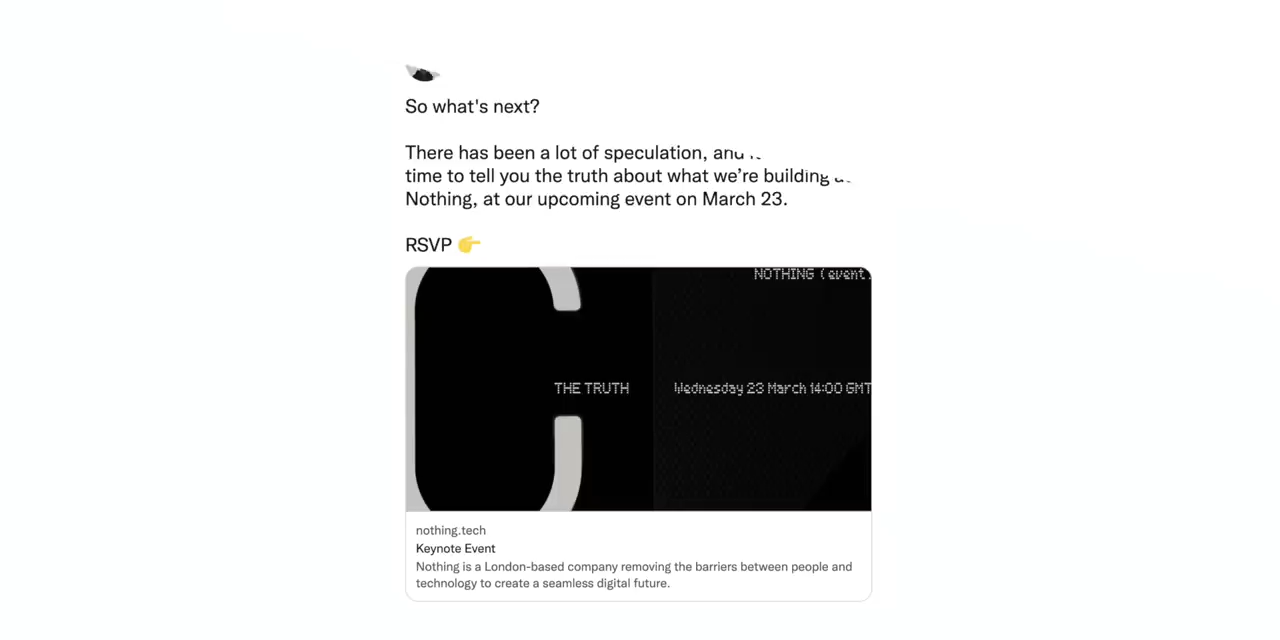 So what's next?
There has been a lot of speculation, and
time to tell you the truth about what we’re building
Nothing, at our upcoming event on March 23.
RSVP 👉
NOTHING (event.
THE TRUTH
Wednesday 23 March 14:00 GMT
nothing.tech
Keynote Event
Nothing is a London-based company removing the barriers between people and
technology to create a seamless digital future.